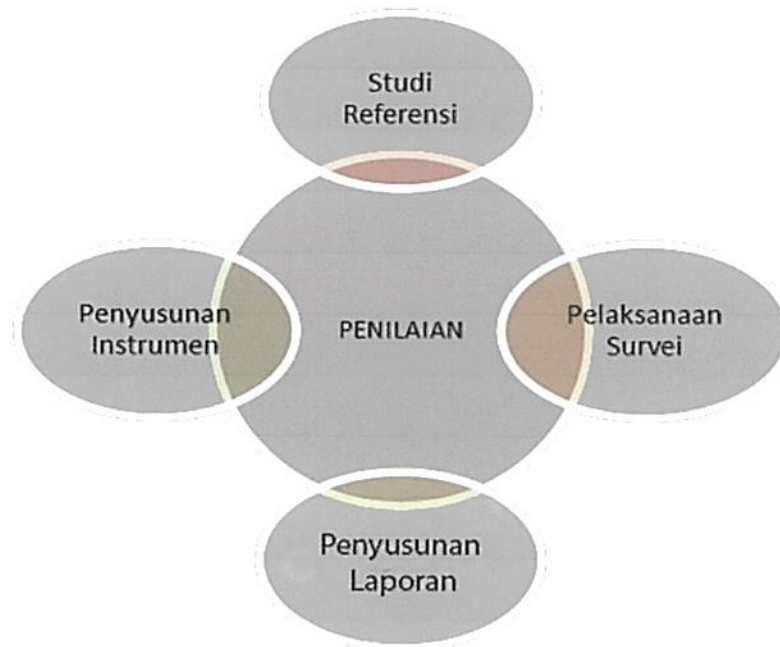 Studi
Referensi
Penyusunan
Instrumen
PENILAIAN
Pelaksanaan
Survei
Penyusunan
Laporan